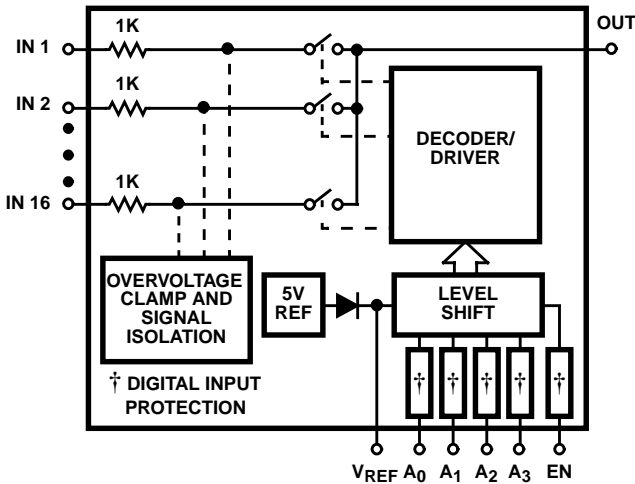 1K
OUT
IN 1
1K
IN 2
DECODER/
DRIVER
1K
IN 16
OVERVOLTAGE
CLAMP AND
SIGNAL
ISOLATION
5V
REF
LEVEL
SHIFT
† † † † †
† DIGITAL INPUT
PROTECTION
VREF A0 A1 A2 A3 EN